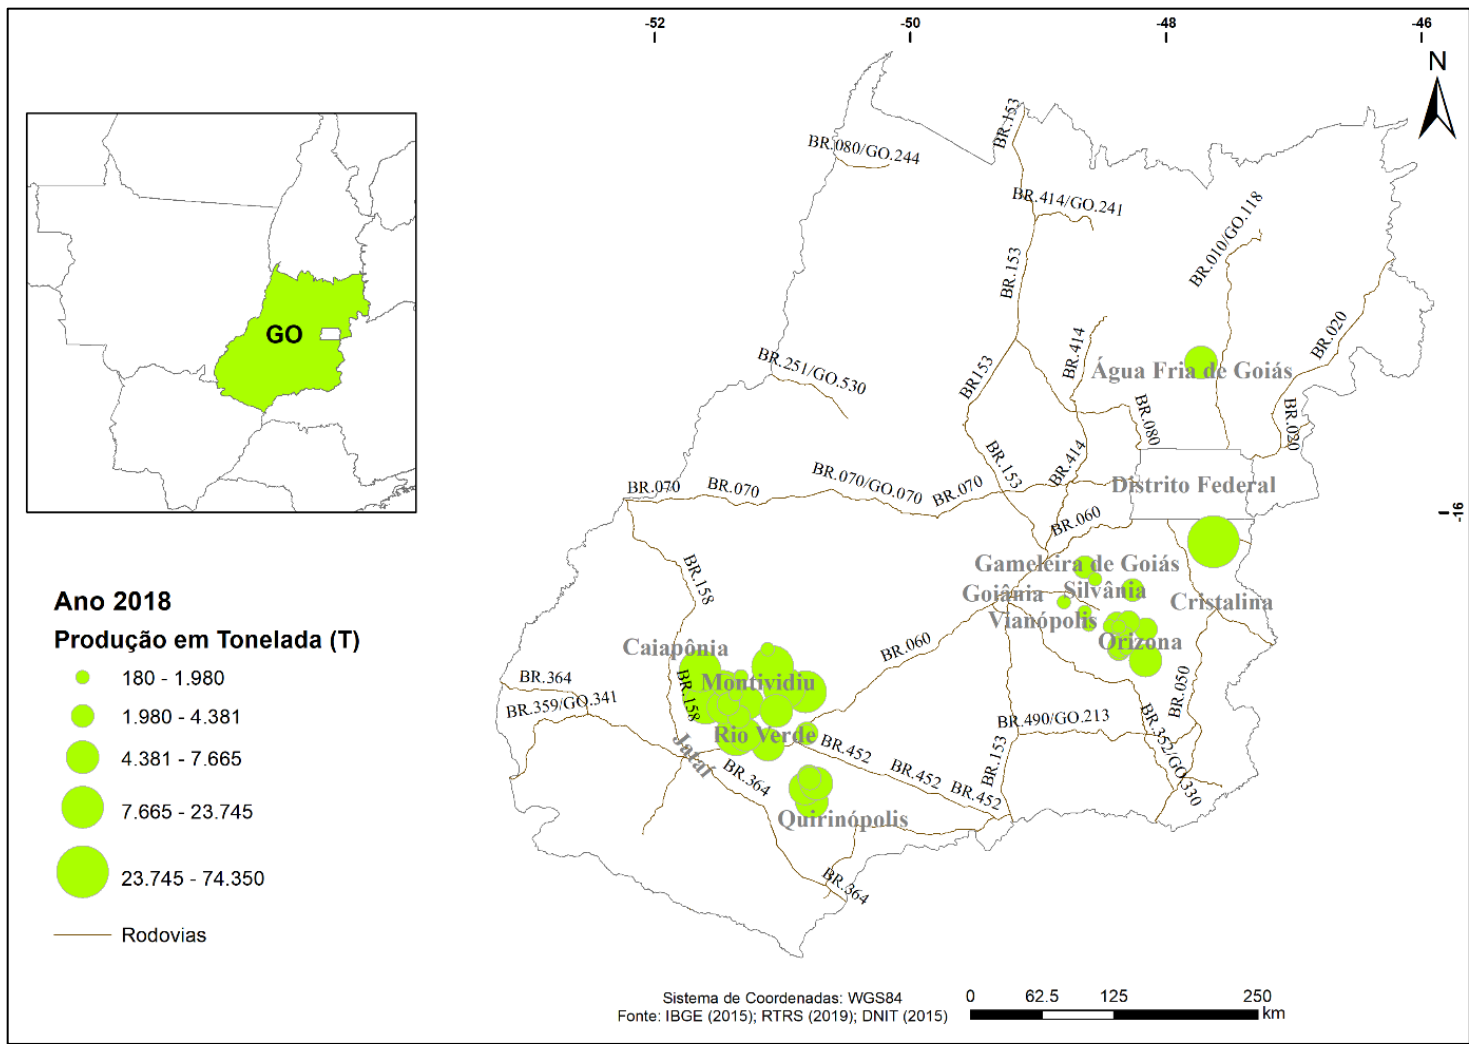 -52
-50
-48
-46
N
BR.153
BR.080/GO.244
BR.414/GO.241
BR.010/GO.118
BR.153
BR.020
BR.414
BR.251/GO.530
BR153
Água Fria de Goiás
BR.080
BR.020
BR.414
BR.153
BR.070/GO.070
BR.070
BR.070
BR.070
Distrito Federal
-16
BR.060
GO
BR.158
Gameleira de Goiás
Silvânia
Goiânia
Cristalina
Vianópolis
Orizona
BR.060
Caiapônia
Montividiu
BR.364
BR.158
BR.359/GO.341
BR.050
BR.490/GO.213
BR.352/GO.330
Rio Verde
Jataí
BR.452
BR.452
BR.452
BR.153
BR.364
Quirinópolis
BR.364
Ano 2018
Produção em Tonelada (T)
180 - 1.980
1.980 - 4.381
4.381 - 7.665
7.665 - 23.745
23.745 - 74.350
Rodovias
Sistema de Coordenadas: WGS84
Fonte: IBGE (2015); RTRS (2019); DNIT (2015)
0 62.5 125 250
km